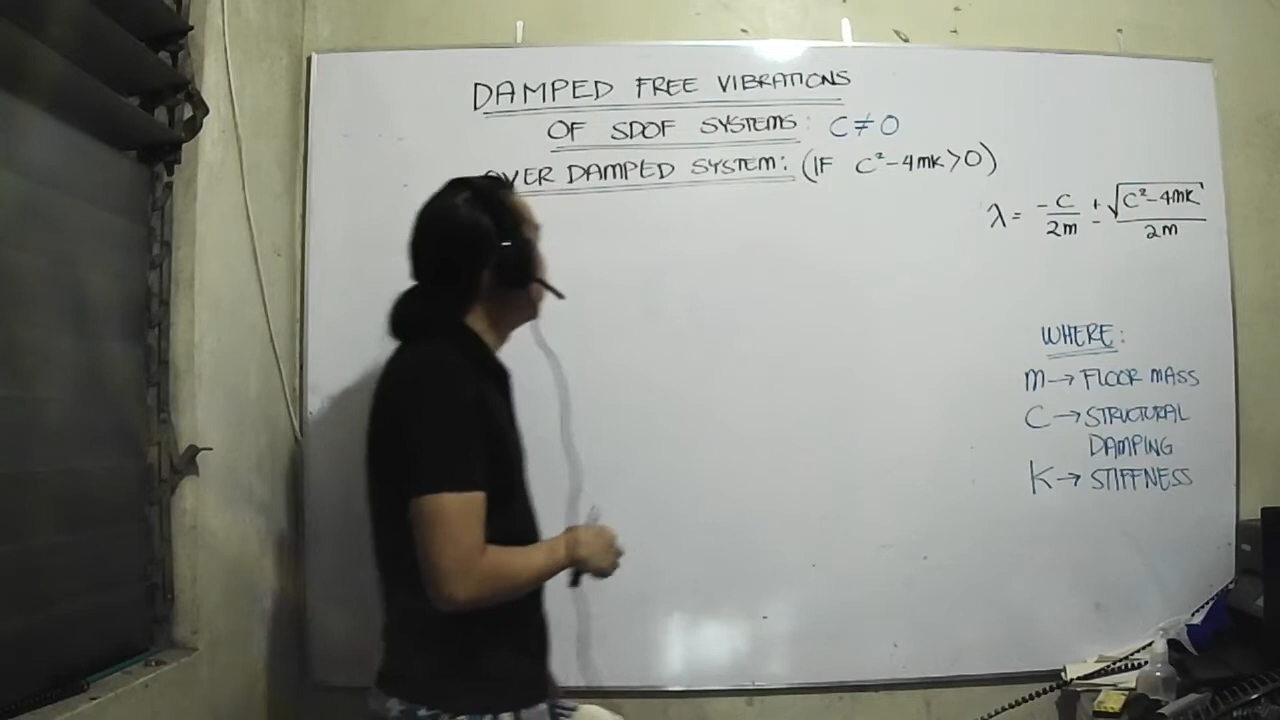 DAMPED FREE VIBRATIONS
OF SDOF SYSTEMS: C≠0
OVER DAMPED SYSTEM: (IF C²-4mk>0)
λ = -C/2m ± √(C²-4mk)/2m
WHERE:
m→ FLOOR MASS
C→ STRUCTURAL
DAMPING
K→ STIFFNESS